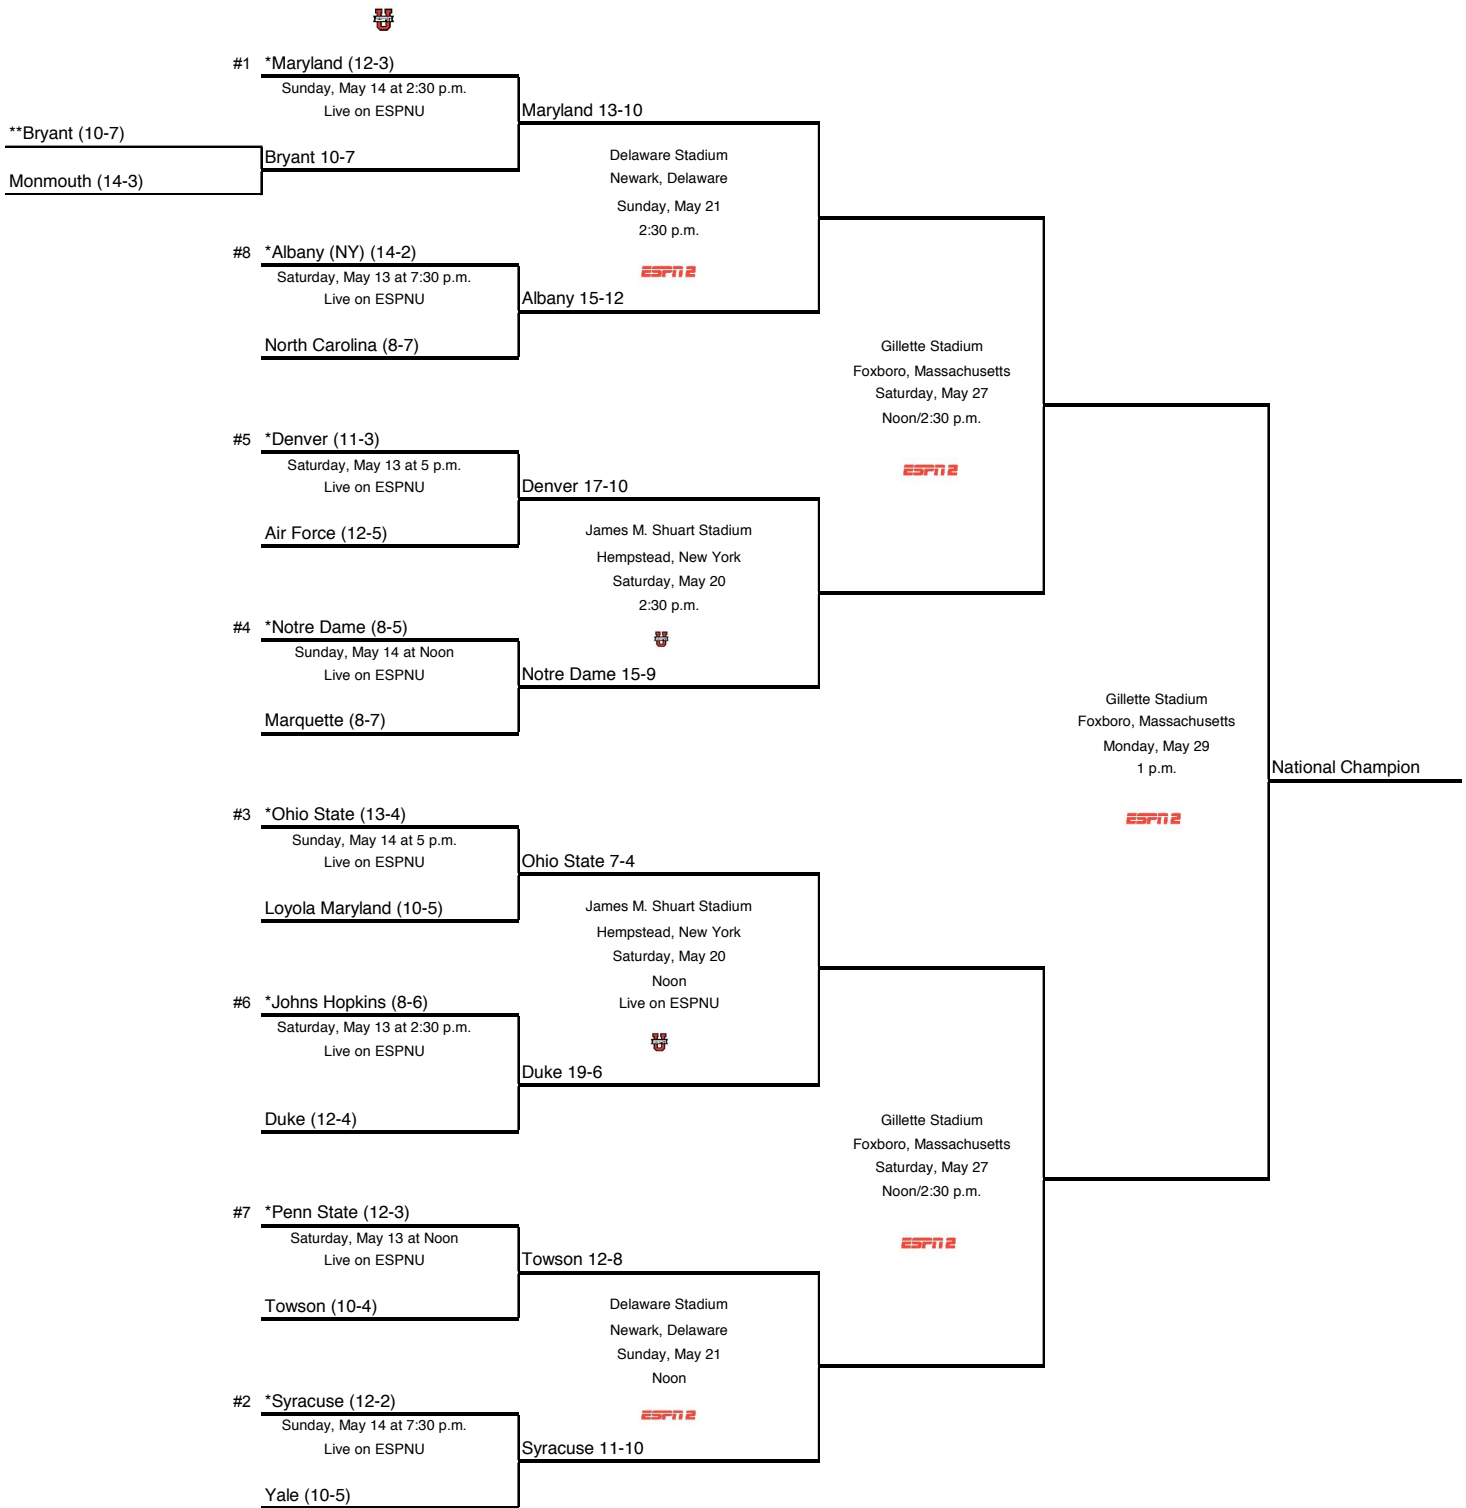 #1 *Maryland (12-3)
Sunday, May 14 at 2:30 p.m.
Live on ESPNU
Maryland 13-10
**Bryant (10-7)
Bryant 10-7
Monmouth (14-3)
Delaware Stadium
Newark, Delaware
Sunday, May 21
2:30 p.m.
ESPN2
#8 *Albany (NY) (14-2)
Saturday, May 13 at 7:30 p.m.
Live on ESPNU
Albany 15-12
North Carolina (8-7)
Gillette Stadium
Foxboro, Massachusetts
Saturday, May 27
Noon/2:30 p.m.
ESPN2
#5 *Denver (11-3)
Saturday, May 13 at 5 p.m.
Live on ESPNU
Denver 17-10
Air Force (12-5)
James M. Shuart Stadium
Hempstead, New York
Saturday, May 20
2:30 p.m.
#4 *Notre Dame (8-5)
Sunday, May 14 at Noon
Live on ESPNU
Notre Dame 15-9
Marquette (8-7)
Gillette Stadium
Foxboro, Massachusetts
Monday, May 29
1 p.m.
ESPN2
National Champion
#3 *Ohio State (13-4)
Sunday, May 14 at 5 p.m.
Live on ESPNU
Ohio State 7-4
Loyola Maryland (10-5)
James M. Shuart Stadium
Hempstead, New York
Saturday, May 20
Noon
Live on ESPNU
#6 *Johns Hopkins (8-6)
Saturday, May 13 at 2:30 p.m.
Live on ESPNU
Duke 19-6
Duke (12-4)
Gillette Stadium
Foxboro, Massachusetts
Saturday, May 27
Noon/2:30 p.m.
ESPN2
#7 *Penn State (12-3)
Saturday, May 13 at Noon
Live on ESPNU
Towson 12-8
Towson (10-4)
Delaware Stadium
Newark, Delaware
Sunday, May 21
Noon
ESPN2
#2 *Syracuse (12-2)
Sunday, May 14 at 7:30 p.m.
Live on ESPNU
Syracuse 11-10
Yale (10-5)